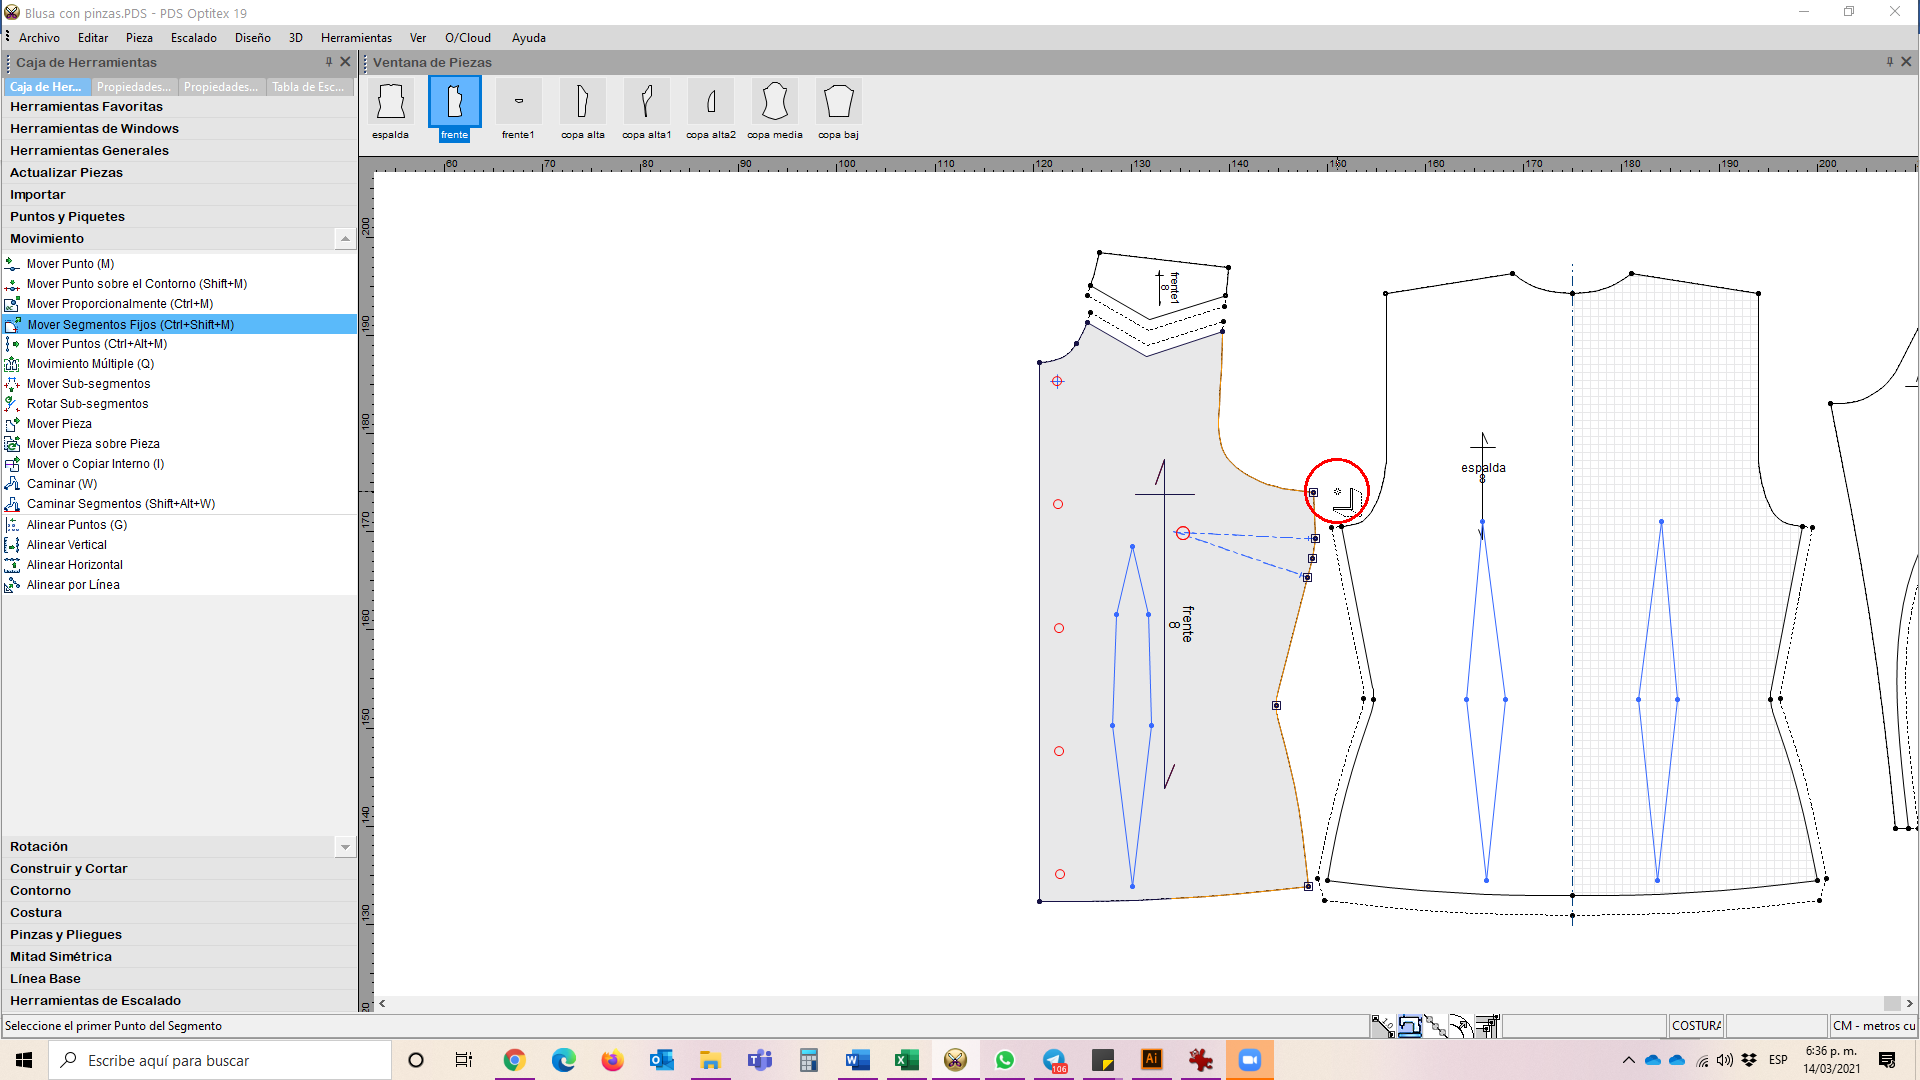 Blusa con pinzas.PDS - PDS Optitex 19
Archivo Editar Pieza Escalado Diseño 3D Herramientas Ver O/Cloud Ayuda
Caja de Herramientas
Caja de Her... Propiedades... Propiedades... Tabla de Esc...
Herramientas Favoritas
Herramientas de Windows
Herramientas Generales
Actualizar Piezas
Importar
Puntos y Piquetes
Movimiento
Mover Punto (M)
Mover Punto sobre el Contorno (Shift+M)
Mover Proporcionalmente (Ctrl+M)
Mover Segmentos Fijos (Ctrl+Shift+M)
Mover Puntos (Ctrl+Alt+M)
Movimiento Múltiple (Q)
Mover Sub-segmentos
Rotar Sub-segmentos
Mover Pieza
Mover Pieza sobre Pieza
Mover o Copiar Interno (I)
Caminar (W)
Caminar Segmentos (Shift+Alt+W)
Alinear Puntos (G)
Alinear Vertical
Alinear Horizontal
Alinear por Línea
Rotación
Construir y Cortar
Contorno
Costura
Pinzas y Pliegues
Mitad Simétrica
Línea Base
Herramientas de Escalado
Ventana de Piezas
espalda frente frente1 copa alta copa alta1 copa alta2 copa media copa baj
60 70 80 90 100 110 120 130 140 150 160 170 180 190 200
200
190
180
170
160
150
140
130
frente1
8
frente
8
espalda
8
Seleccione el primer Punto del Segmento
COSTURA
CM - metros cu
Escribe aquí para buscar
106
Ai
ESP
6:36 p. m.
14/03/2021